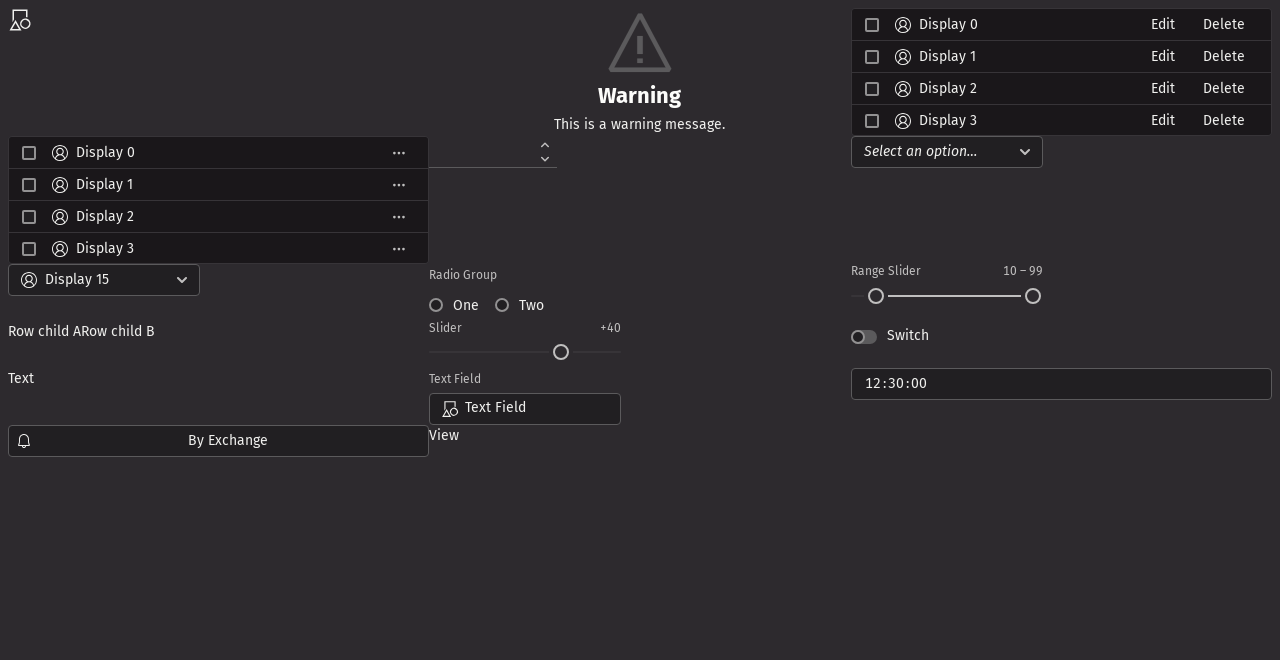 Warning
This is a warning message.
Display 0 Edit Delete
Display 1 Edit Delete
Display 2 Edit Delete
Display 3 Edit Delete
Display 0
Display 1
Display 2
Display 3
Select an option…
Display 15
Radio Group
One Two
Range Slider 10 – 99
Row child ARow child B
Slider +40
Switch
Text
Text Field
Text Field
12:30:00
By Exchange
View